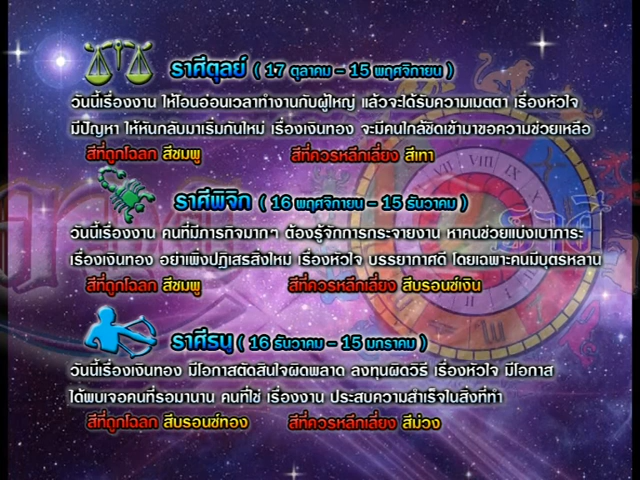 ราศีตุลย์ ( 17 ตุลาคม - 15 พฤศจิกายน )
วันนี้เรื่องงาน ให้โอนอ่อนเวลาทำงานกับผู้ใหญ่ แล้วจะได้รับความเมตตา เรื่องหัวใจ
มีปัญหา ให้หันกลับมาเริ่มกันใหม่ เรื่องเงินทอง จะมีคนใกล้ชิดเข้ามาขอความช่วยเหลือ
สีที่ถูกโฉลก สีชมพู สีที่ควรหลีกเลี่ยง สีเทา
ราศีพิจิก ( 16 พฤศจิกายน - 15 ธันวาคม )
วันนี้เรื่องงาน คนที่มีภารกิจมากๆ ต้องรู้จักการกระจายงาน หาคนช่วยแบ่งเบาภาระ
เรื่องเงินทอง อย่าเพิ่งปฏิเสธสิ่งใหม่ เรื่องหัวใจ บรรยากาศดี โดยเฉพาะคนมีบุตรหลาน
สีที่ถูกโฉลก สีชมพู สีที่ควรหลีกเลี่ยง สีบรอนซ์เงิน
ราศีธนู ( 16 ธันวาคม - 15 มกราคม )
วันนี้เรื่องเงินทอง มีโอกาสตัดสินใจผิดพลาด ลงทุนผิดวิธี เรื่องหัวใจ มีโอกาส
ได้พบเจอคนที่รอมานาน คนที่ใช่ เรื่องงาน ประสบความสำเร็จในสิ่งที่ทำ
สีที่ถูกโฉลก สีบรอนซ์ทอง สีที่ควรหลีกเลี่ยง สีม่วง